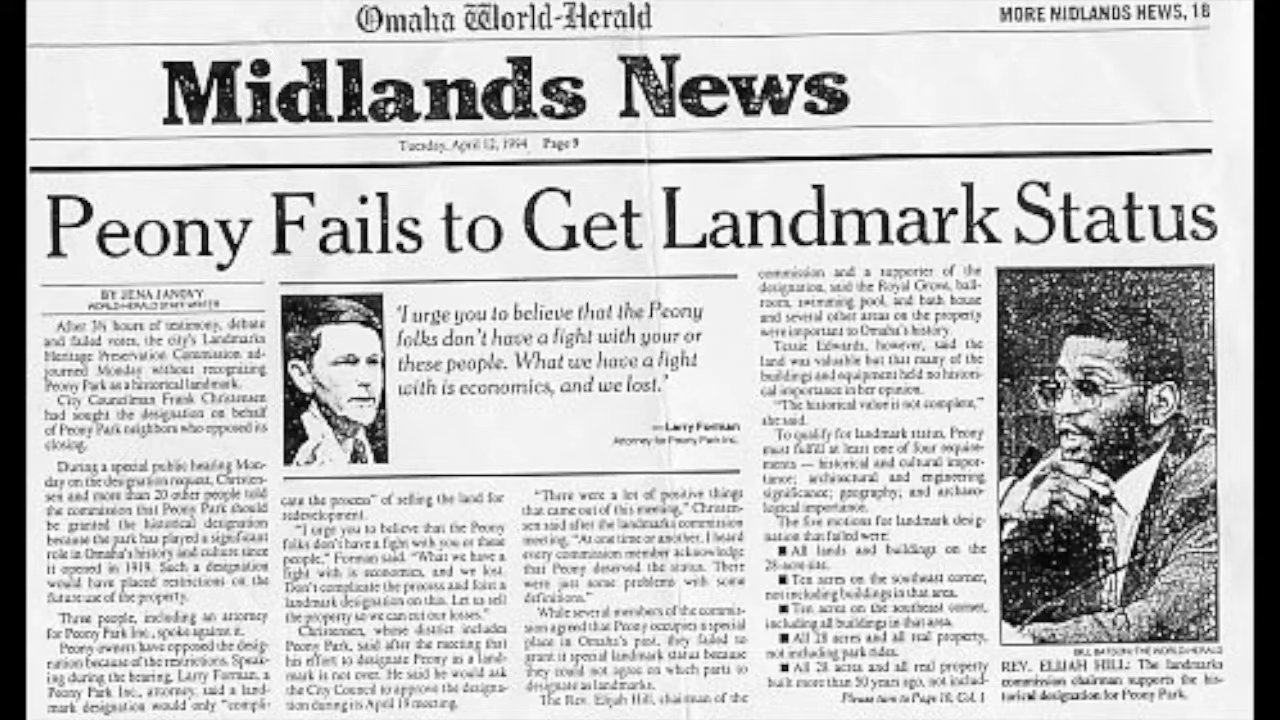 Omaha World-Herald
MORE MIDLANDS NEWS, 18
Midlands News
Tuesday, April 12, 1994 Page 9
Peony Fails to Get Landmark Status
BY JENA JANOVY
WORLD-HERALD STAFF WRITER
After 3½ hours of testimony, debate
and failed votes, the city's Landmarks
Heritage Preservation Commission ad-
journed Monday without recognizing
Peony Park as a historical landmark.
City Councilman Frank Christensen
had sought the designation on behalf
of Peony Park neighbors who opposed its
closing.
During a special public hearing Mon-
day on the designation request, Christen-
sen and more than 20 other people told
the commission that Peony Park should
be granted the historical designation
because the park has played a significant
role in Omaha's history and culture since
it opened in 1919. Such a designation
would have placed restrictions on the
future use of the property.
Three people, including an attorney
for Peony Park Inc., spoke against it.
Peony owners have opposed the desig-
nation because of the restrictions. Speak-
ing during the hearing, Larry Forman, a
Peony Park Inc., attorney, said a land-
mark designation would only "compli-
'I urge you to believe that the Peony
folks don't have a fight with your or
these people. What we have a fight
with is economics, and we lost.'
— Larry Forman
Attorney for Peony Park Inc.
cate the process" of selling the land for
redevelopment.
"I urge you to believe that the Peony
folks don't have a fight with you or these
people," Forman said. "What we have a
fight with is economics, and we lost.
Don't complicate the process and foist a
landmark designation on this. Let us sell
the property so we can cut our losses."
Christensen, whose district includes
Peony Park, said after the meeting that
his effort to designate Peony as a land-
mark is not over. He said he would ask
the City Council to approve the designa-
tion during its April 19 meeting.
"There were a lot of positive things
that came out of this meeting," Christen-
sen said after the landmarks commission
meeting. "At one time or another, I heard
every commission member acknowledge
that Peony deserved the status. There
were just some problems with some
definitions."
While several members of the commis-
sion agreed that Peony occupies a special
place in Omaha's past, they failed to
grant it special landmark status because
they could not agree on which parts to
designate as landmarks.
The Rev. Elijah Hill, chairman of the
commission and a supporter of the
designation, said the Royal Grove, ball-
room, swimming pool, and bath house
and several other areas on the property
were important to Omaha's history.
Edwards, however, said the
land was valuable but that many of the
buildings and equipment held no histori-
cal importance in her opinion.
"The historical value is not complete,"
she said.
To qualify for landmark status, Peony
must fulfill at least one of four require-
ments — historical and cultural impor-
tance; architectural and engineering
significance; geography; and archaeo-
logical importance.
The five motions for landmark desig-
nation that failed were:
■ All lands and buildings on the
28-acre site.
■ Ten acres on the southeast corner,
not including buildings in that area.
■ Ten acres on the southeast corner,
including all buildings in that area.
■ All 28 acres and all real property,
not including park rides.
■ All 28 acres and all real property
built more than 50 years ago, not includ-
Please turn to Page 18, Col. 1
BILL BATSON/THE WORLD-HERALD
REV. ELIJAH HILL: The landmarks
commission chairman supports the his-
torical designation for Peony Park.